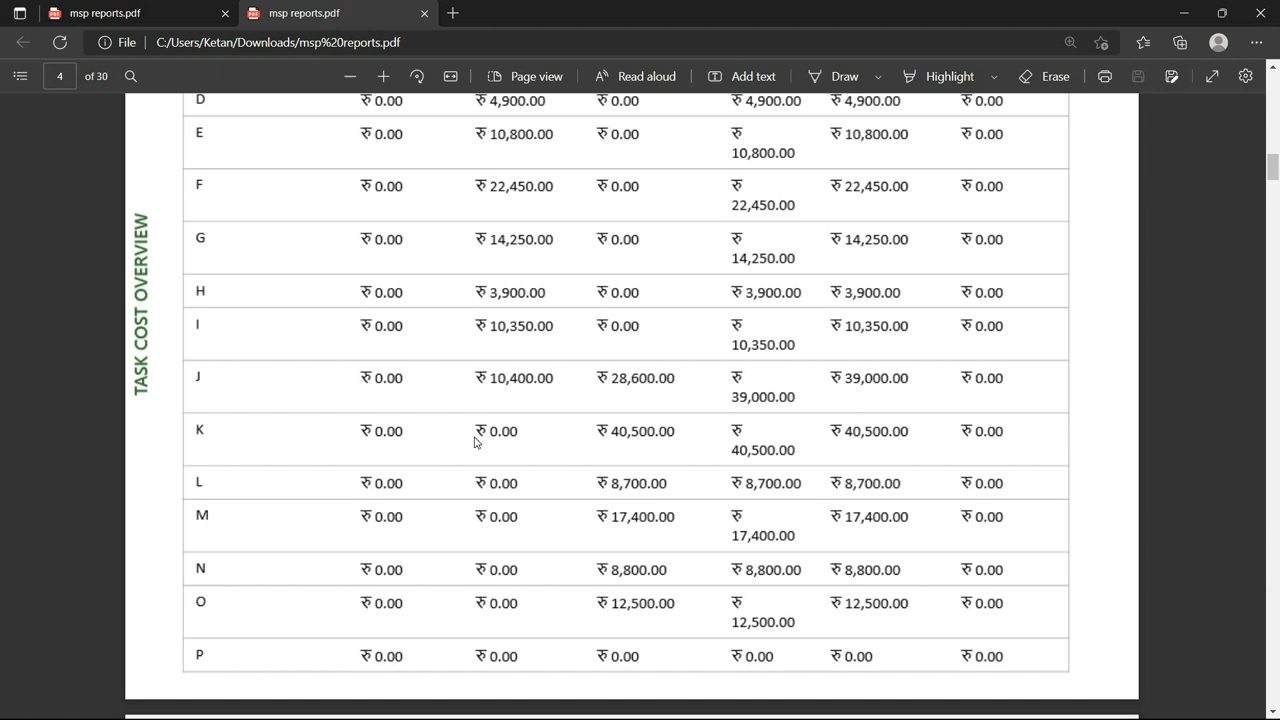 msp reports.pdf
msp reports.pdf
File C:/Users/Ketan/Downloads/msp%20reports.pdf
4 of 30 Page view Read aloud Add text Draw Highlight Erase
TASK COST OVERVIEW
D रु 0.00 रु 4,900.00 रु 0.00 रु 4,900.00 रु 4,900.00 रु 0.00
E रु 0.00 रु 10,800.00 रु 0.00 रु रु 10,800.00 रु 0.00
10,800.00
F रु 0.00 रु 22,450.00 रु 0.00 रु रु 22,450.00 रु 0.00
22,450.00
G रु 0.00 रु 14,250.00 रु 0.00 रु रु 14,250.00 रु 0.00
14,250.00
H रु 0.00 रु 3,900.00 रु 0.00 रु 3,900.00 रु 3,900.00 रु 0.00
I रु 0.00 रु 10,350.00 रु 0.00 रु रु 10,350.00 रु 0.00
10,350.00
J रु 0.00 रु 10,400.00 रु 28,600.00 रु रु 39,000.00 रु 0.00
39,000.00
K रु 0.00 रु 0.00 रु 40,500.00 रु रु 40,500.00 रु 0.00
40,500.00
L रु 0.00 रु 0.00 रु 8,700.00 रु 8,700.00 रु 8,700.00 रु 0.00
M रु 0.00 रु 0.00 रु 17,400.00 रु रु 17,400.00 रु 0.00
17,400.00
N रु 0.00 रु 0.00 रु 8,800.00 रु 8,800.00 रु 8,800.00 रु 0.00
O रु 0.00 रु 0.00 रु 12,500.00 रु रु 12,500.00 रु 0.00
12,500.00
P रु 0.00 रु 0.00 रु 0.00 रु 0.00 रु 0.00 रु 0.00